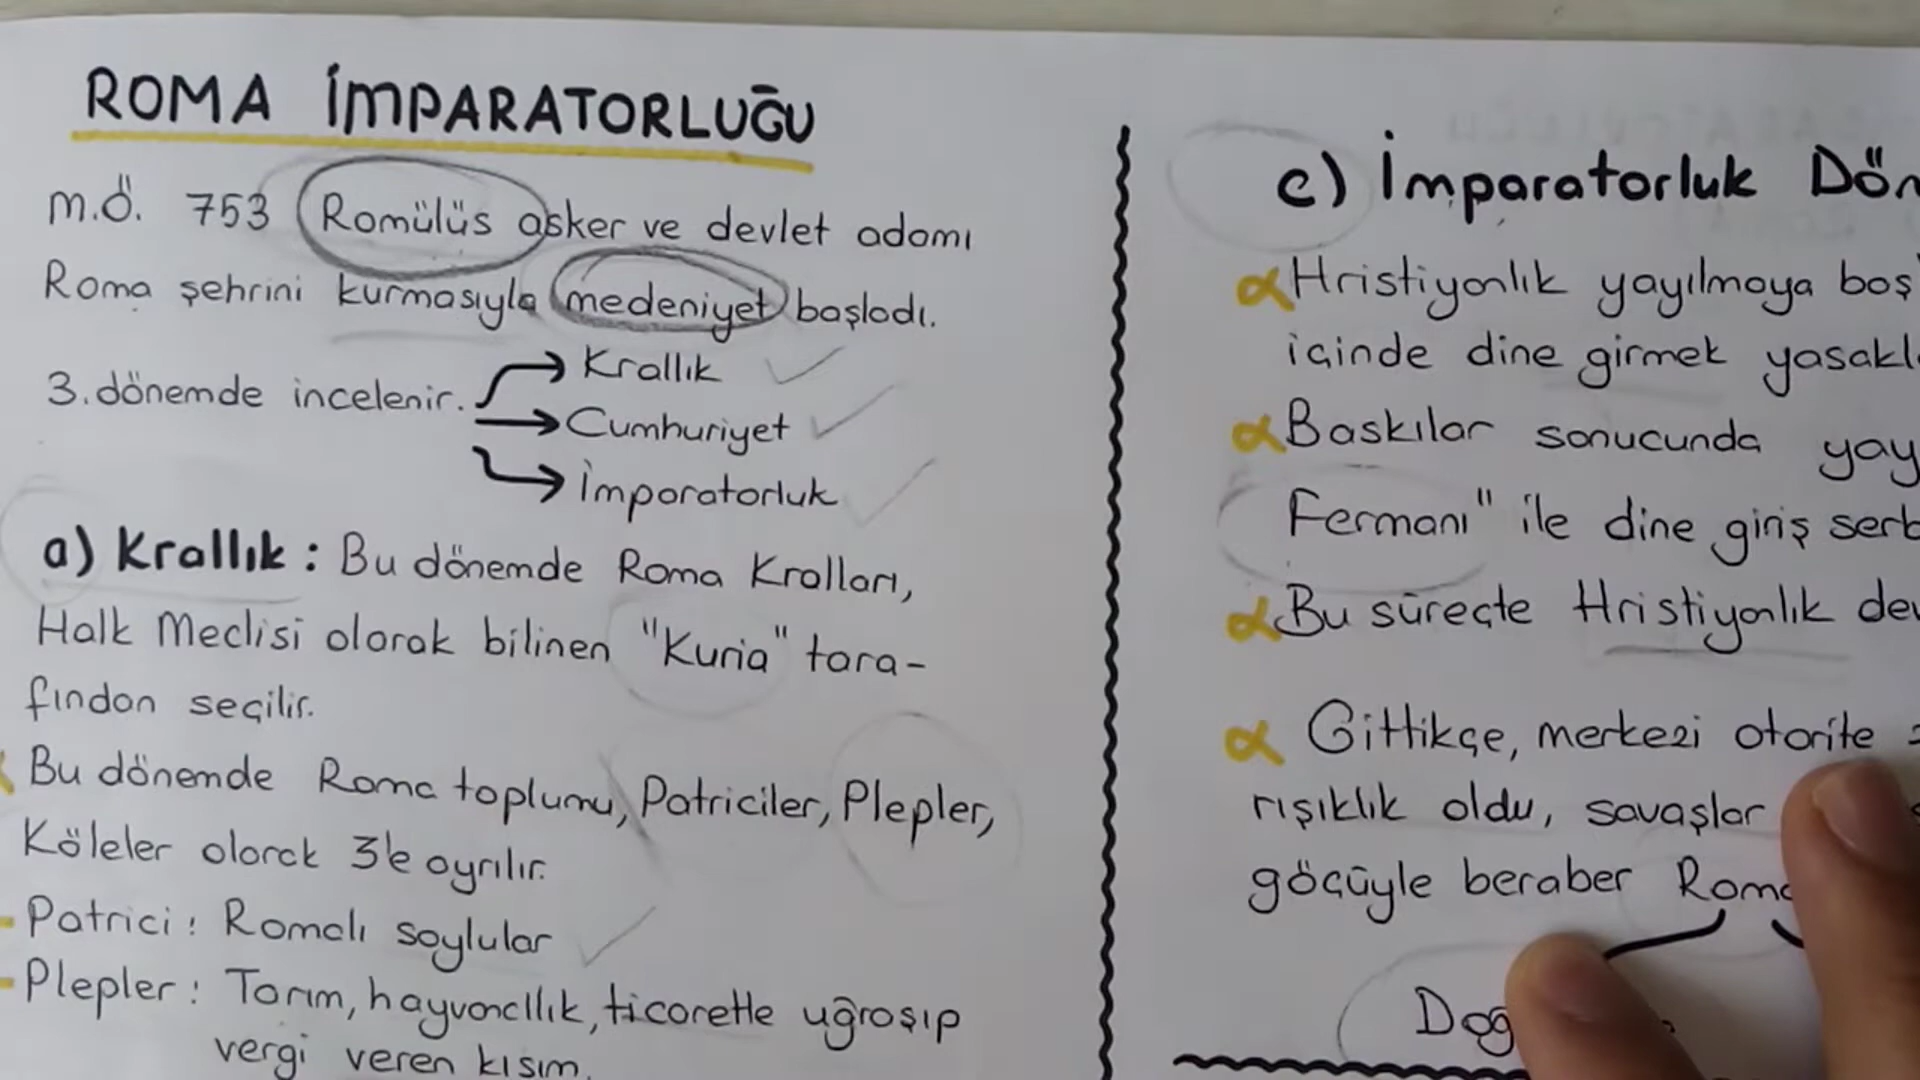 ROMA İMPARATORLUĞU
M.Ö. 753 Romülüs asker ve devlet adamı
Roma şehrini kurmasıyla medeniyet başladı.
3. dönemde incelenir. → Krallık
→ Cumhuriyet
→ İmparatorluk
a) Krallık : Bu dönemde Roma Kralları,
Halk Meclisi olarak bilinen "Kuria" tara-
fından seçilir.
Bu dönemde Roma toplumu, Patriciler, Plepler,
Köleler olarak 3'e ayrılır.
- Patrici : Romalı soylular
- Plepler : Tarım, hayvancılık, ticaretle uğraşıp
vergi veren kısım.
c) İmparatorluk Dön
α Hristiyanlık yayılmaya baş
içinde dine girmek yasakl
α Baskılar sonucunda yay
Fermanı" ile dine giriş serb
α Bu süreçte Hristiyanlık dev
α Gittikçe, merkezi otorite
rışıklık oldu, savaşlar
göçüyle beraber Roma
Doğ